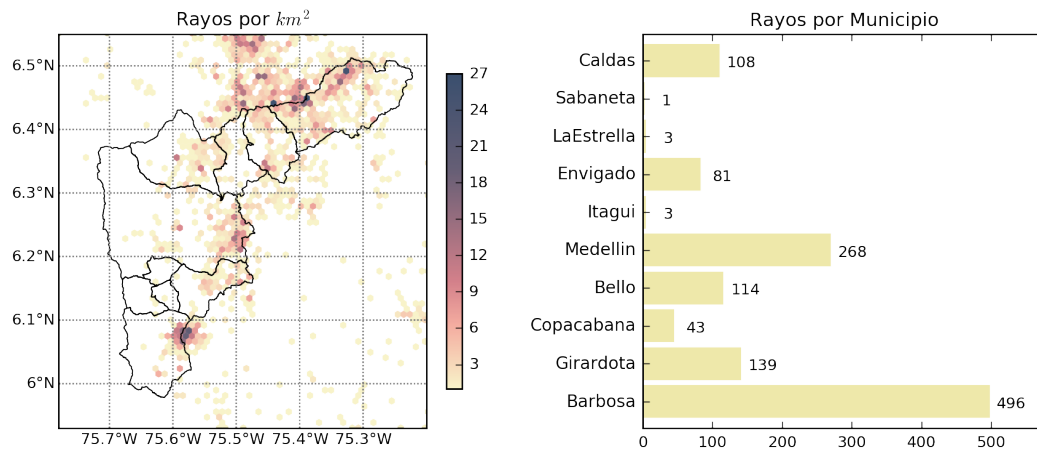 Rayos por km²
6.5°N
6.4°N
6.3°N
6.2°N
6.1°N
6°N
75.7°W 75.6°W 75.5°W 75.4°W 75.3°W
27
24
21
18
15
12
9
6
3
Rayos por Municipio
Caldas 108
Sabaneta 1
LaEstrella 3
Envigado 81
Itagui 3
Medellin 268
Bello 114
Copacabana 43
Girardota 139
Barbosa 496
0 100 200 300 400 500